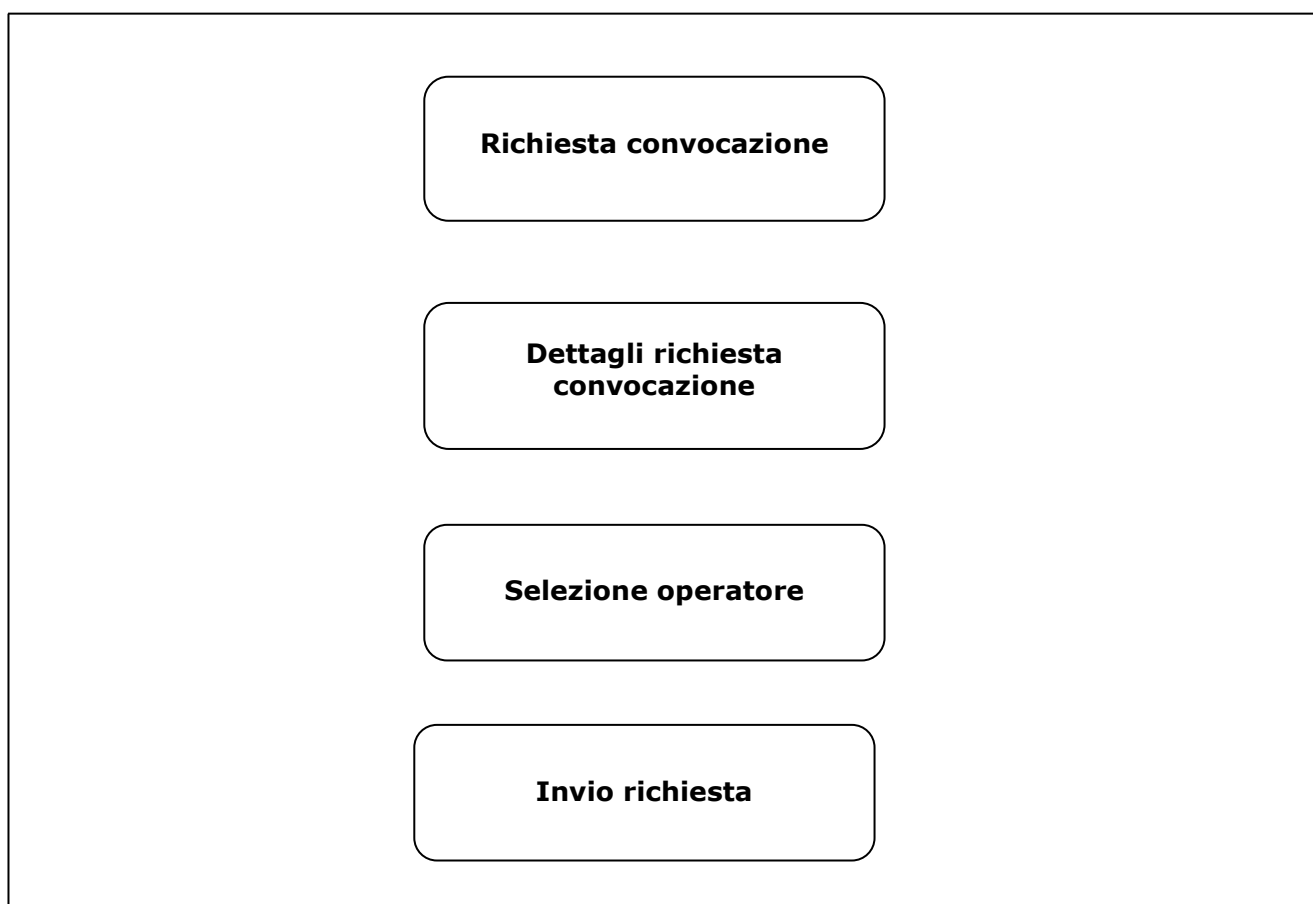 Richiesta convocazione
Dettagli richiesta
convocazione
Selezione operatore
Invio richiesta